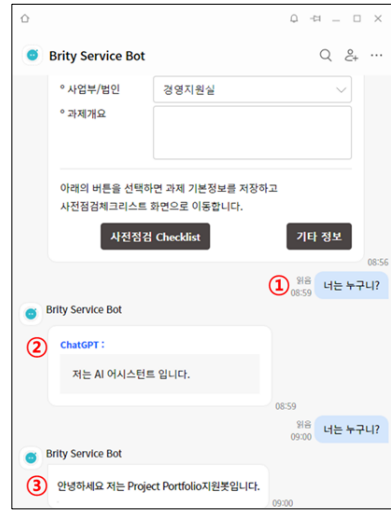 Brity Service Bot
º 사업부/법인 경영지원실
º 과제개요
아래의 버튼을 선택하면 과제 기본정보를 저장하고
사전점검체크리스트 화면으로 이동합니다.
사전점검 Checklist 기타 정보
08:56
① 읽음 08:59 너는 누구니?
Brity Service Bot
② ChatGPT :
저는 AI 어시스턴트 입니다.
08:59
읽음 09:00 너는 누구니?
Brity Service Bot
③ 안녕하세요 저는 Project Portfolio지원봇입니다.
09:00